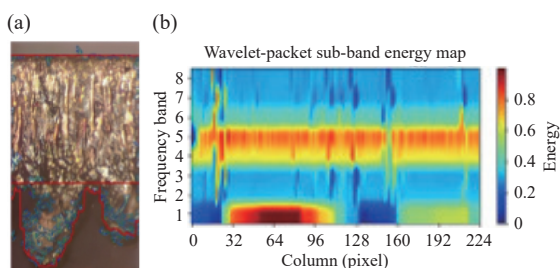 (a)
(b)
Wavelet-packet sub-band energy map
Frequency band
8
7
6
5
4
3
2
1
0 32 64 96 128 160 192 224
Column (pixel)
0.8
0.6
0.4
0.2
0
Energy